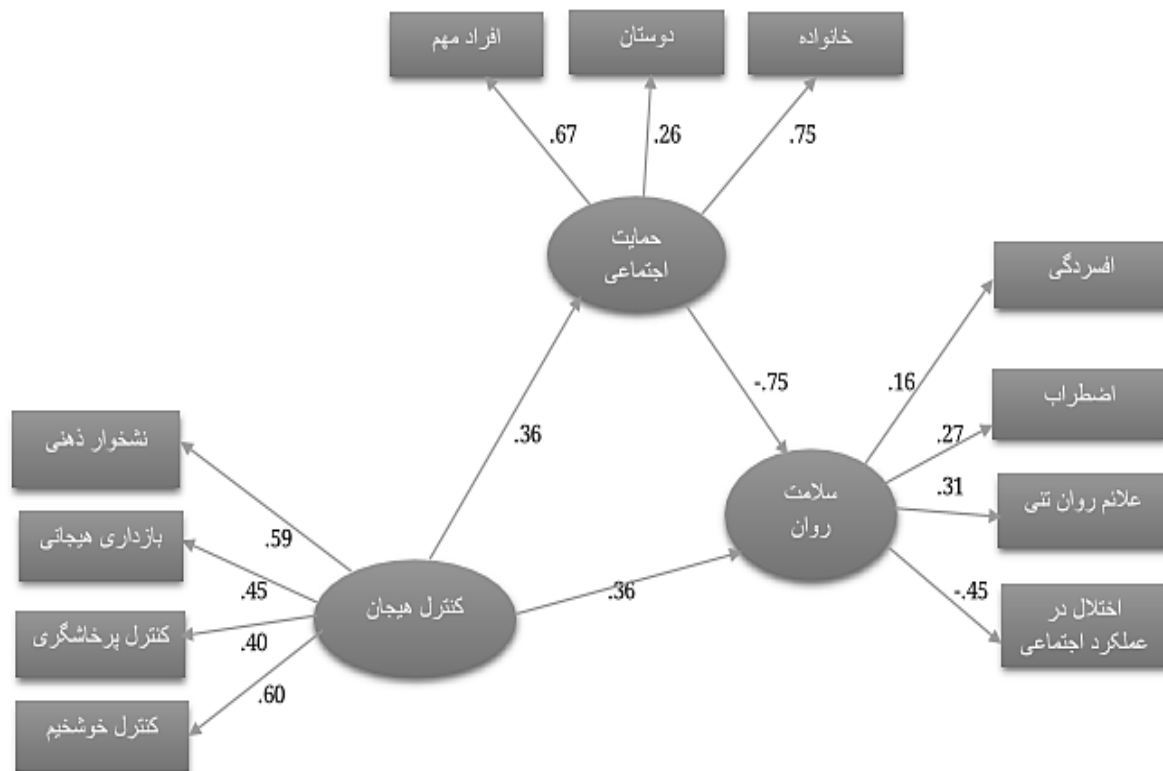 افراد مهم
دوستان
خانواده
.67
.26
.75
حمایت
اجتماعی
افسردگی
اضطراب
علائم روان تنی
اختلال در
عملکرد اجتماعی
-.75
.16
.27
.31
-.45
سلامت
روان
.36
.36
نشخوار ذهنی
بازداری هیجانی
کنترل پرخاشگری
کنترل خوشخیم
.59
.45
.40
.60
کنترل هیجان